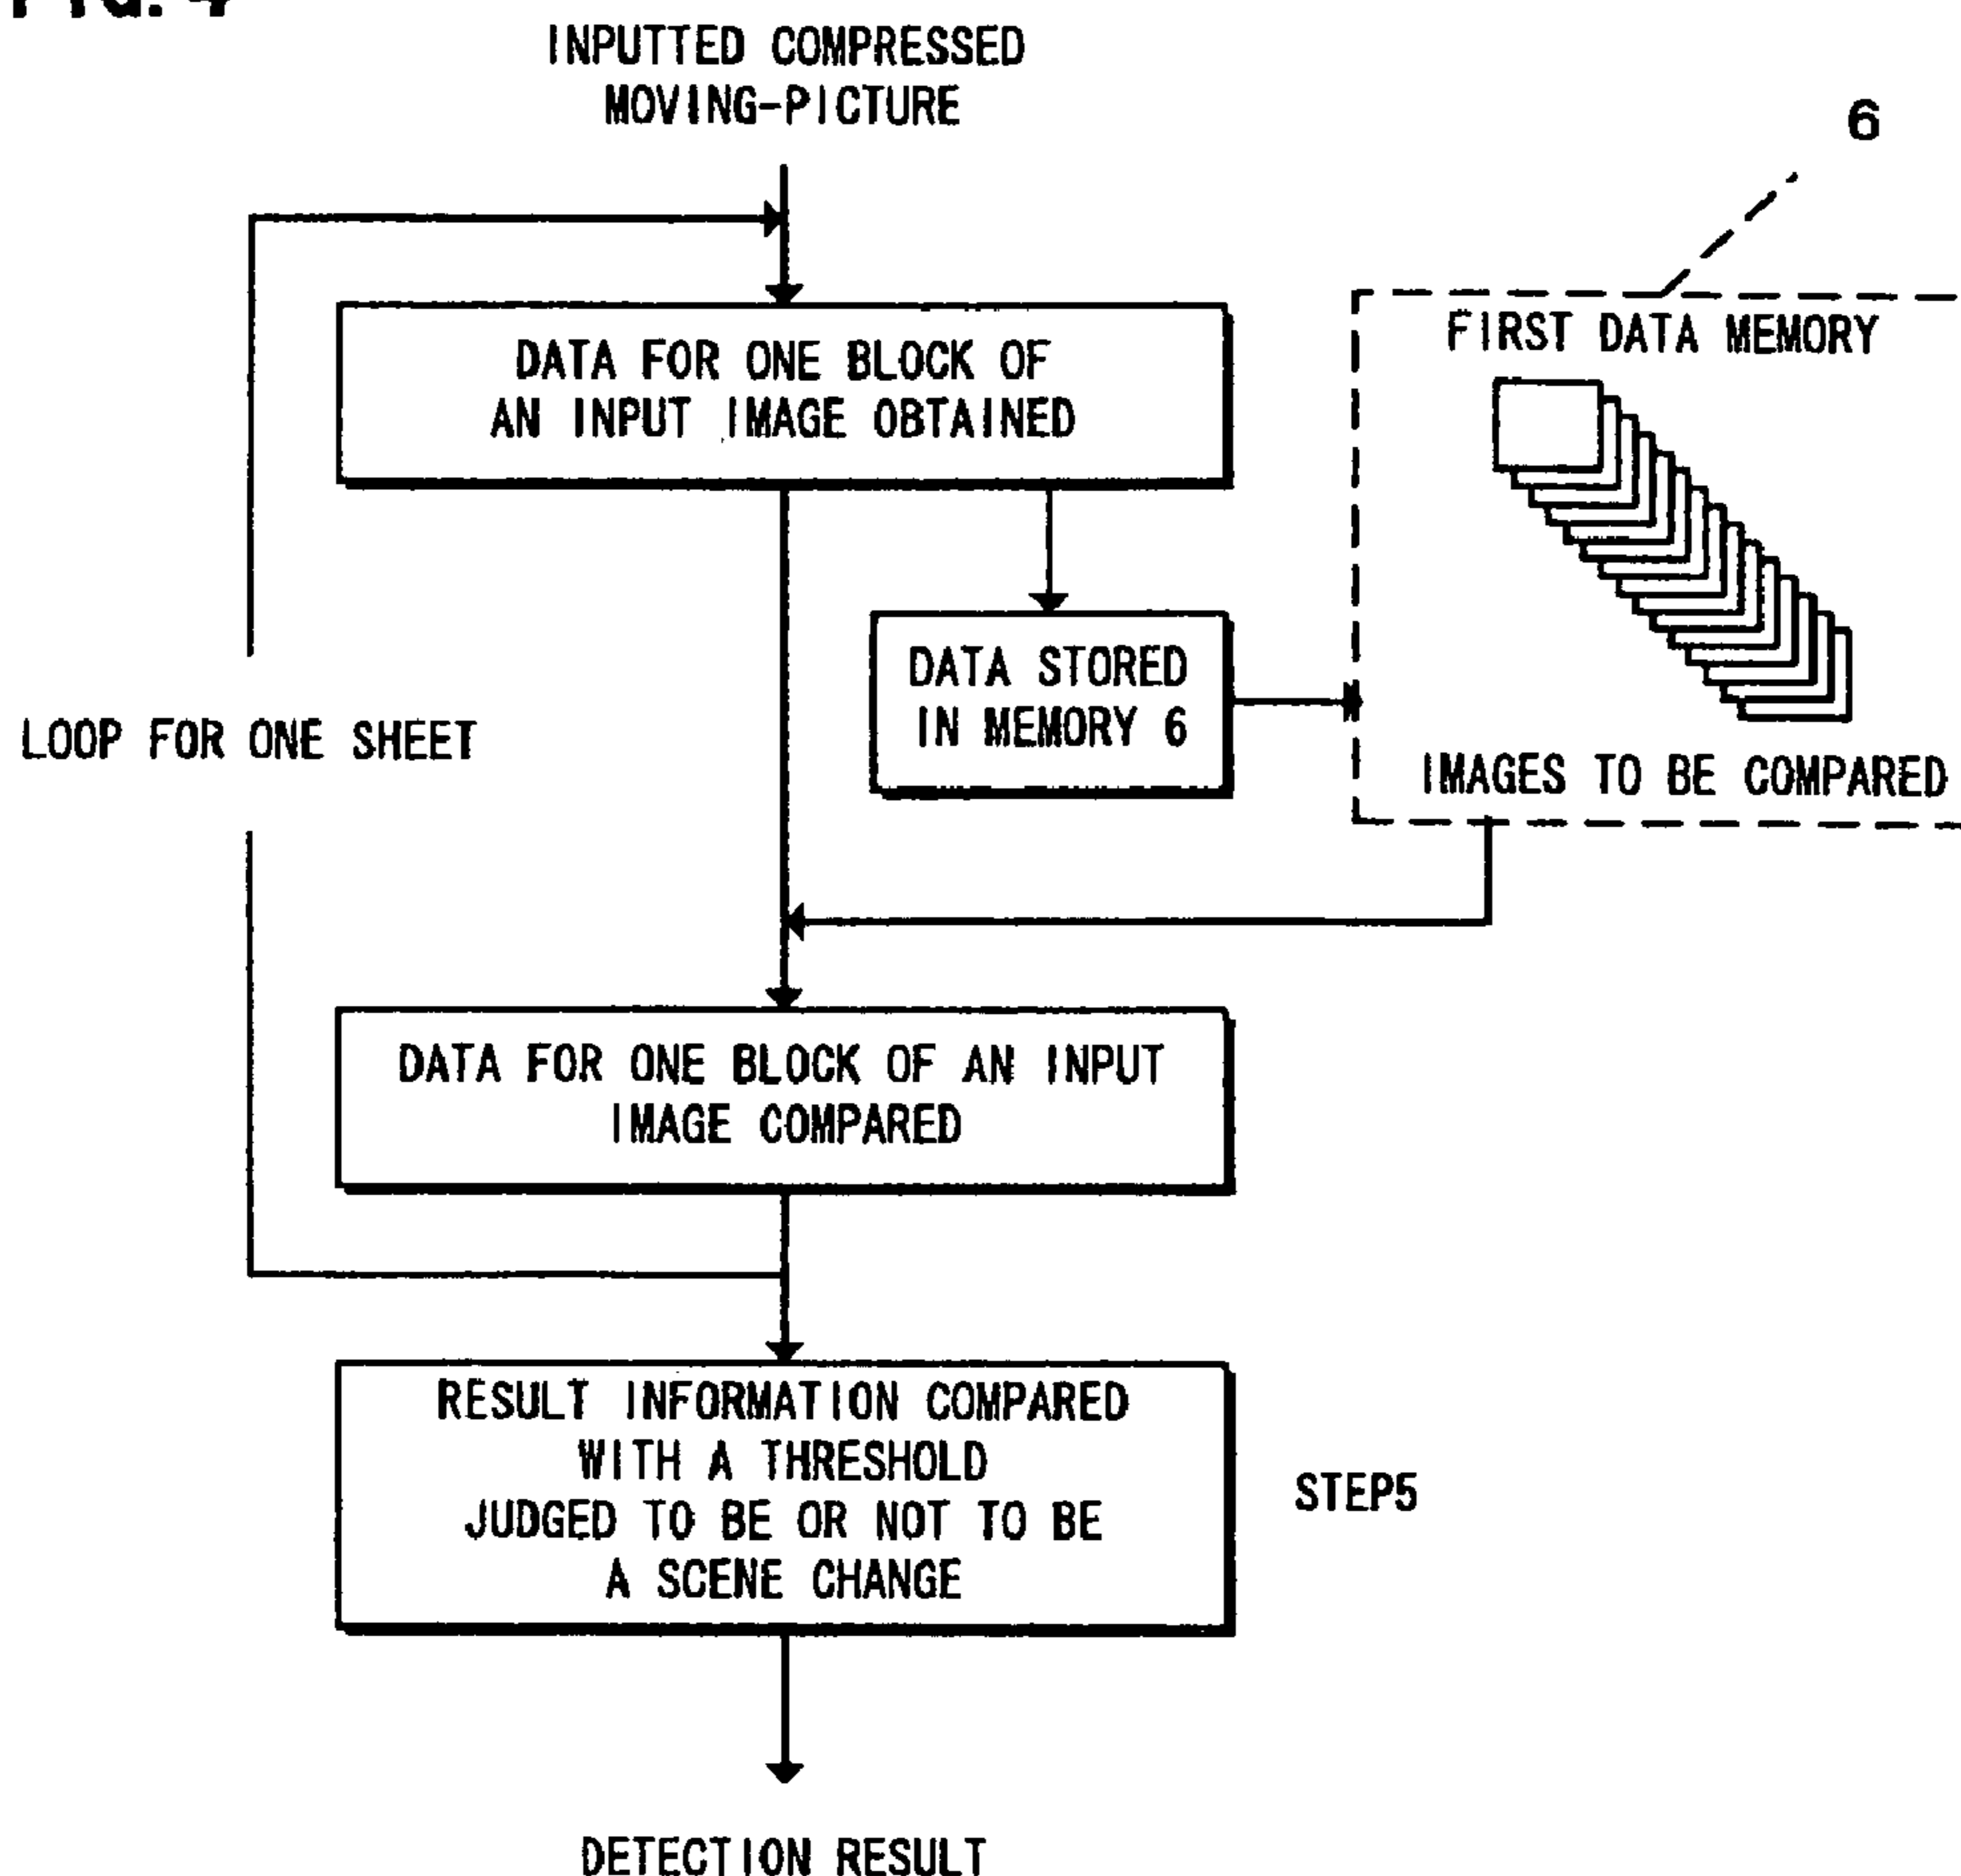 FIG. 4
INPUTTED COMPRESSED
MOVING-PICTURE
6
DATA FOR ONE BLOCK OF
AN INPUT IMAGE OBTAINED
FIRST DATA MEMORY
DATA STORED
IN MEMORY 6
LOOP FOR ONE SHEET
IMAGES TO BE COMPARED
DATA FOR ONE BLOCK OF AN INPUT
IMAGE COMPARED
RESULT INFORMATION COMPARED
WITH A THRESHOLD
JUDGED TO BE OR NOT TO BE
A SCENE CHANGE
STEP5
DETECTION RESULT